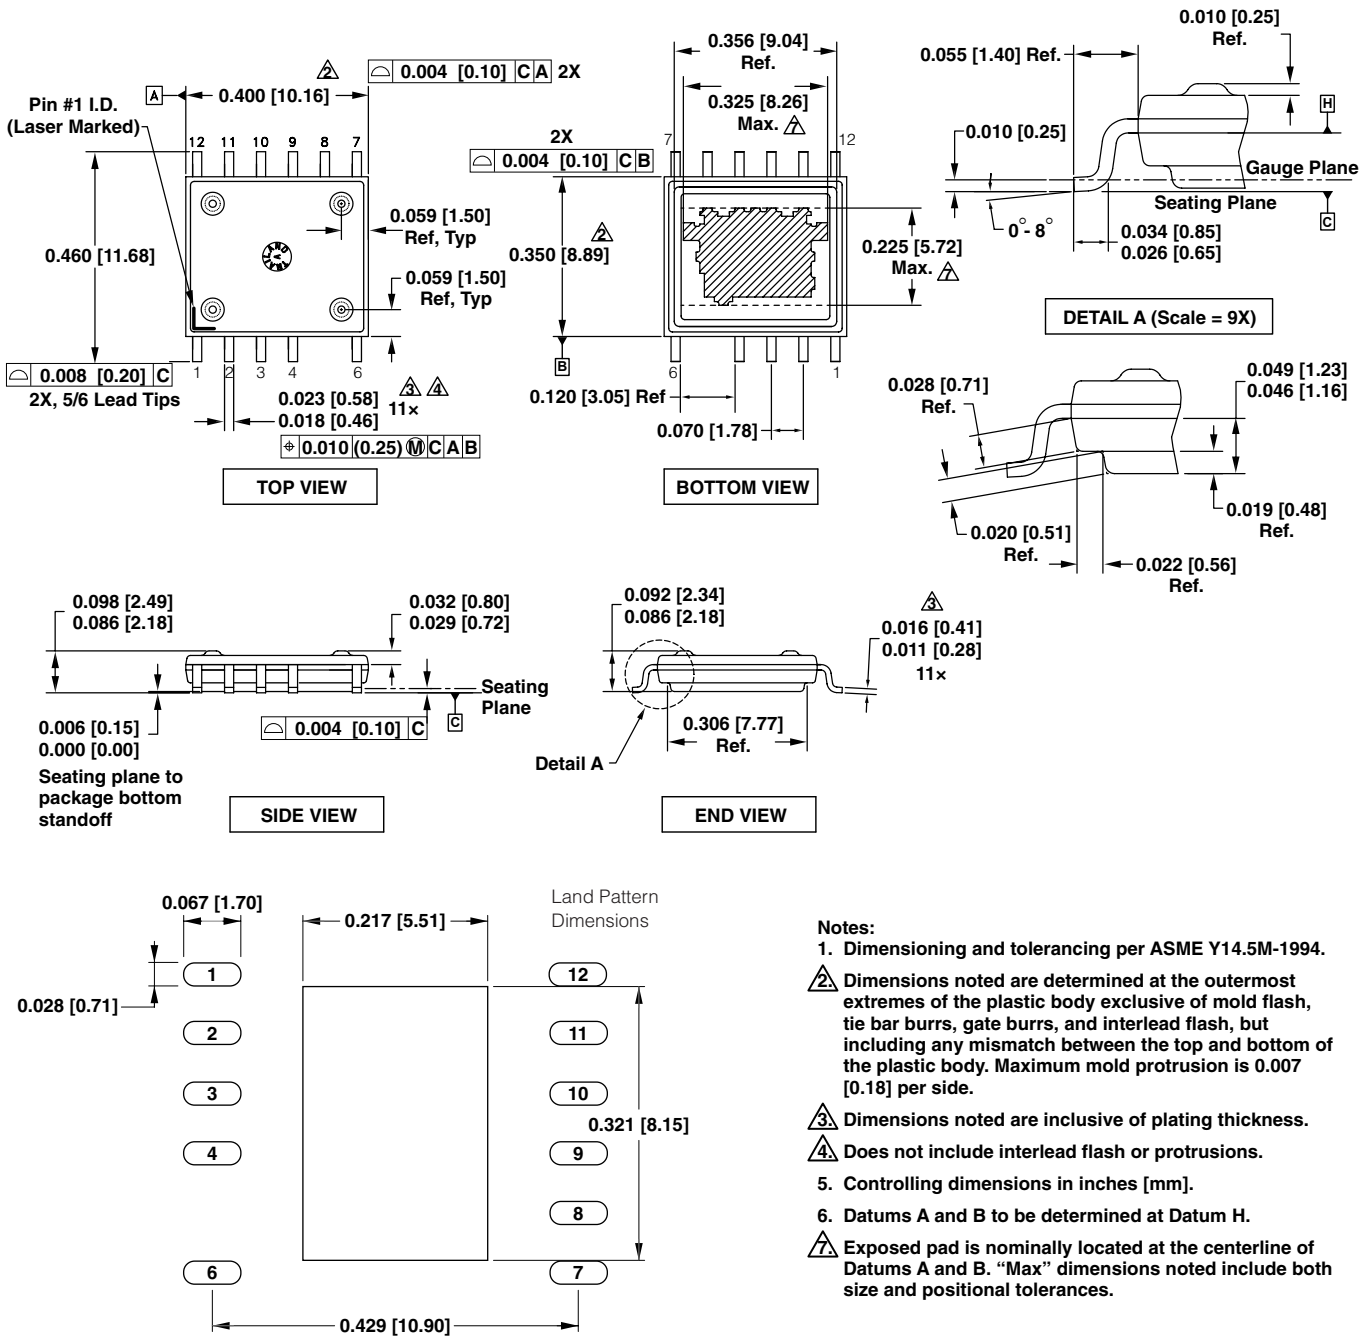 2
0.004 [0.10] C A 2X
A
0.400 [10.16]
Pin #1 I.D.
(Laser Marked)
12 11 10 9 8 7
0.460 [11.68]
0.059 [1.50]
Ref, Typ
0.059 [1.50]
Ref, Typ
1 2 3 4 6
0.008 [0.20] C
2X, 5/6 Lead Tips
0.023 [0.58]
0.018 [0.46]
3 4
11×
⌖ 0.010 (0.25) Ⓜ C A B
TOP VIEW
0.356 [9.04]
Ref.
0.325 [8.26]
Max. 7
2X
0.004 [0.10] C B
7 12
2
0.350 [8.89]
0.225 [5.72]
Max. 7
B
6 1
0.120 [3.05] Ref
0.070 [1.78]
BOTTOM VIEW
0.010 [0.25]
Ref.
0.055 [1.40] Ref.
H
0.010 [0.25]
Gauge Plane
Seating Plane
C
0°- 8°
0.034 [0.85]
0.026 [0.65]
DETAIL A (Scale = 9X)
0.049 [1.23]
0.046 [1.16]
0.028 [0.71]
Ref.
0.019 [0.48]
Ref.
0.020 [0.51]
Ref.
0.022 [0.56]
Ref.
0.098 [2.49]
0.086 [2.18]
0.032 [0.80]
0.029 [0.72]
Seating
Plane
C
0.004 [0.10] C
0.006 [0.15]
0.000 [0.00]
Seating plane to
package bottom
standoff
SIDE VIEW
0.092 [2.34]
0.086 [2.18]
3
0.016 [0.41]
0.011 [0.28]
11×
0.306 [7.77]
Ref.
Detail A
END VIEW
0.067 [1.70]
0.217 [5.51]
Land Pattern
Dimensions
0.028 [0.71]
1 12
2 11
3 10
0.321 [8.15]
4 9
8
6 7
0.429 [10.90]
Notes:
1. Dimensioning and tolerancing per ASME Y14.5M-1994.
2. Dimensions noted are determined at the outermost
extremes of the plastic body exclusive of mold flash,
tie bar burrs, gate burrs, and interlead flash, but
including any mismatch between the top and bottom of
the plastic body. Maximum mold protrusion is 0.007
[0.18] per side.
3. Dimensions noted are inclusive of plating thickness.
4. Does not include interlead flash or protrusions.
5. Controlling dimensions in inches [mm].
6. Datums A and B to be determined at Datum H.
7. Exposed pad is nominally located at the centerline of
Datums A and B. “Max” dimensions noted include both
size and positional tolerances.